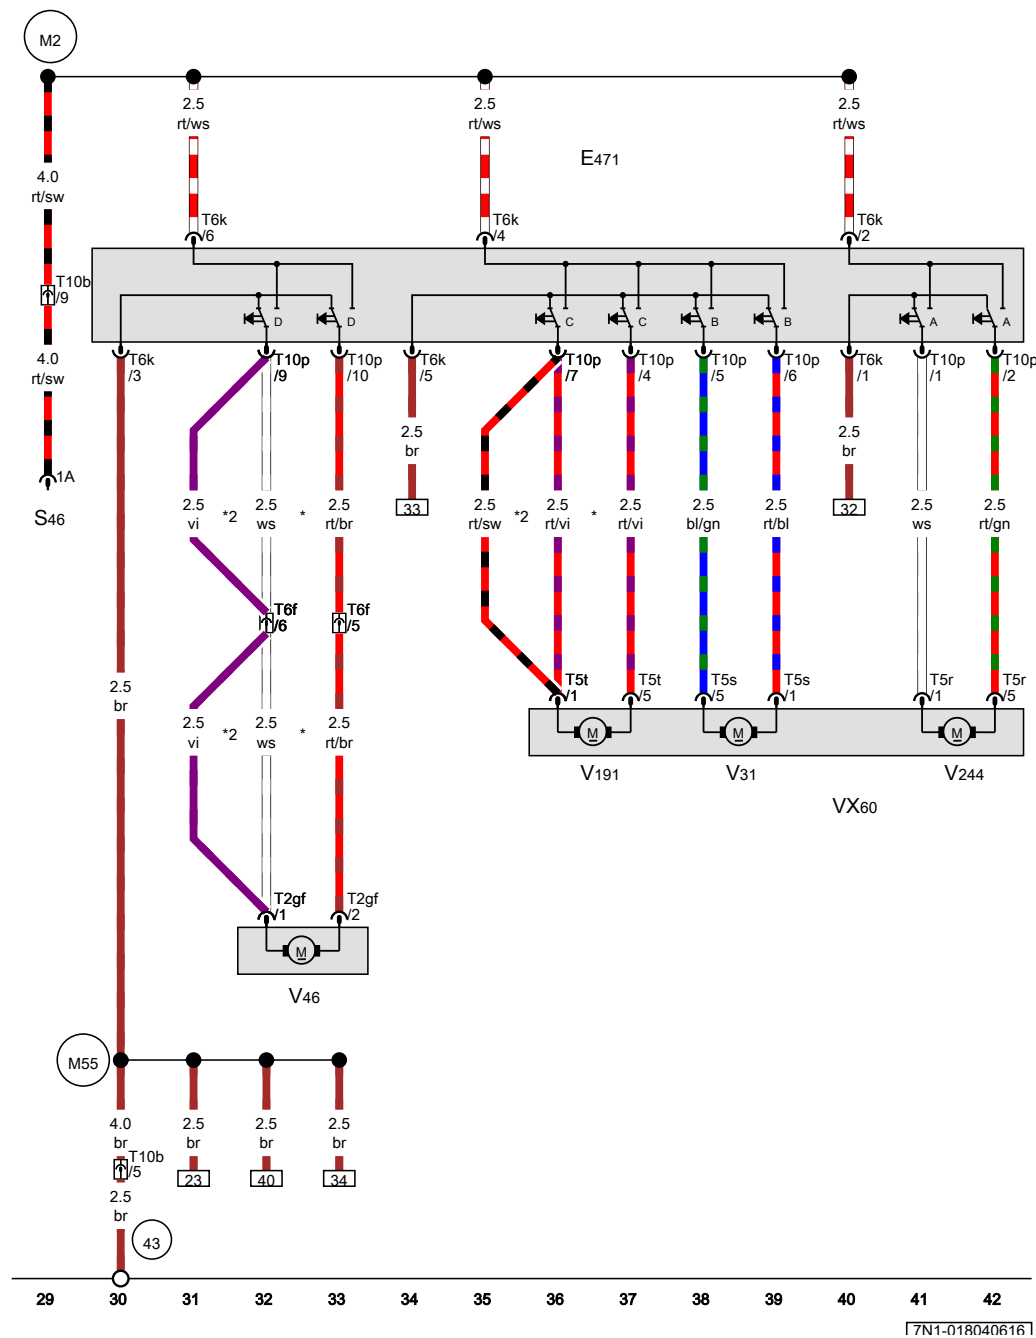 M2
2.5 2.5 2.5
rt/ws rt/ws rt/ws
E471
4.0
rt/sw
T6k T6k T6k
/6 /4 /2
T10b
/9
D D C C B B A A
4.0
rt/sw
T6k T10p T10p T6k T10p T10p T10p T10p T6k T10p T10p
/3 /9 /10 /5 /7 /4 /5 /6 /1 /1 /2
2.5 2.5
br br
1A
S46
2.5 *2 2.5 * 2.5 33 2.5 *2 2.5 * 2.5 2.5 2.5 32 2.5 2.5
vi ws rt/br rt/sw rt/vi rt/vi bl/gn rt/bl ws rt/gn
T6f T6f
/6 /5
2.5
br
T5t T5t T5s T5s T5r T5r
/1 /5 /5 /1 /1 /5
2.5 *2 2.5 * 2.5
vi ws rt/br
M M M
V191 V31 V244
VX60
T2gf T2gf
/1 /2
M
V46
M55
4.0 2.5 2.5 2.5
br br br br
T10b
/5
23 40 34
2.5
br
43
29 30 31 32 33 34 35 36 37 38 39 40 41 42
7N1-018040616